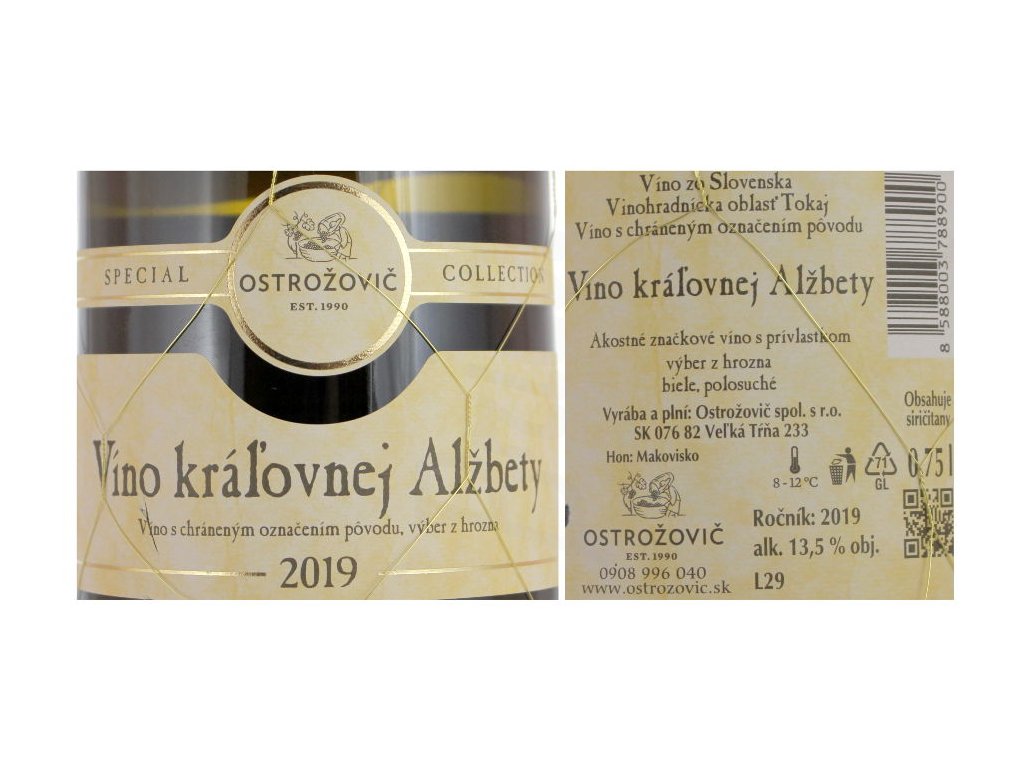 SPECIAL
COLLECTION
OSTROŽOVIČ
EST. 1990
Víno kráľovnej Alžbety
Víno s chráneným označením pôvodu, výber z hrozna
2019
Víno zo Slovenska
Vinohradnícka oblasť Tokaj
Víno s chráneným označením pôvodu
Víno kráľovnej Alžbety
Akostné značkové víno s prívlastkom
výber z hrozna
biele, polosuché
Vyrába a plní: Ostrožovič spol. s r.o.
SK 076 82 Veľká Tŕňa 233
Hon: Makovisko
8 - 12 °C
71
GL
Obsahuje
siričitany
0.75 l
OSTROŽOVIČ
EST. 1990
0908 996 040
www.ostrozovic.sk
Ročník: 2019
alk. 13,5 % obj.
L29
8 588003 788900